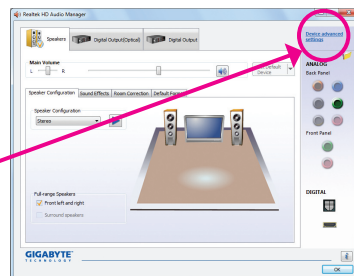 Realtek HD Audio Manager
Speakers
Digital Output(Optical)
Digital Output
Device advanced
settings
Main Volume
L
R
Default
Device
ANALOG
Back Panel
Speaker Configuration
Sound Effects
Room Correction
Default Format
Speaker Configuration
Stereo
Front Panel
Full-range Speakers
Front left and right
Surround speakers
DIGITAL
GIGABYTE
TECHNOLOGY
OK